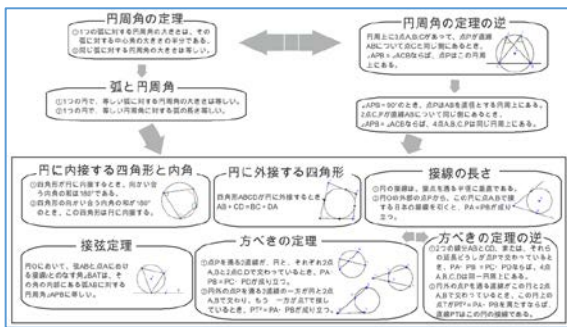 円周角の定理
①1つの弧に対する円周角の大きさは、その
弧に対する中心角の大きさの半分である。
②同じ弧に対する円周角の大きさは等しい。
円周角の定理の逆
円周上に3点A,B,Cがあって、点Pが直線
ABについて点Cと同じ側にあるとき、
∠APB=∠ACBならば、点Pはこの円周
上にある。
弧と円周角
①1つの円で、等しい弧に対する円周角の大きさは等しい。
②1つの円で、等しい円周角に対する弧の長さ等しい。
∠APB=90°のとき、点PはABを直径とする円周上にある。
2点C,Pが直線ABについて同じ側にあるとき、
∠APB=∠ACBならば、4点A,B,C,Pは同じ円周上にある。
円に内接する四角形と内角
①四角形が円に内接するとき、向かい合
う内角の和は180°である。
②四角形の向かい合う内角の和が180°
のとき、この四角形は円に内接する。
円に外接する四角形
四角形ABCDが円に外接するとき
AB+CD=BC+DA
接線の長さ
①円の接線は、接点を通る半径に垂直である。
②円Oの外部の点Pから、この円に点A,Bで接
する日本の接線を引くと、PA=PBが成り
立つ。
接弦定理
円Oにおいて、弦ABと点Aにお
ける接線ℓとのなす角∠BATは、そ
の角の内部にある弧ABに対する
円周角∠APBに等しい。
方べきの定理
①点Pを通る2直線が、円と、それぞれ2点
A,Bと2点C,Dで交わっているとき、PA・
PB=PC・PDが成り立つ。
②円外の点Pを通る2直線の一方が円と2点
A,Bで交わり、もう 一方が点Tで接して
いるとき、PT²=PA・PBが成り立つ。
方べきの定理の逆
①2つの線分ABとCD、または、それら
の延長どうしが点Pで交わっていると
き、PA・PB=PC・PDならば、4点
A,B,C,Dは同一円周上にある。
②円外の点Pを通る直線がこの円と2点
A,Bで交わっているとき、この円上の
点TがPT²=PA・PBを満たすならば、
直線PTはこの円の接線である。